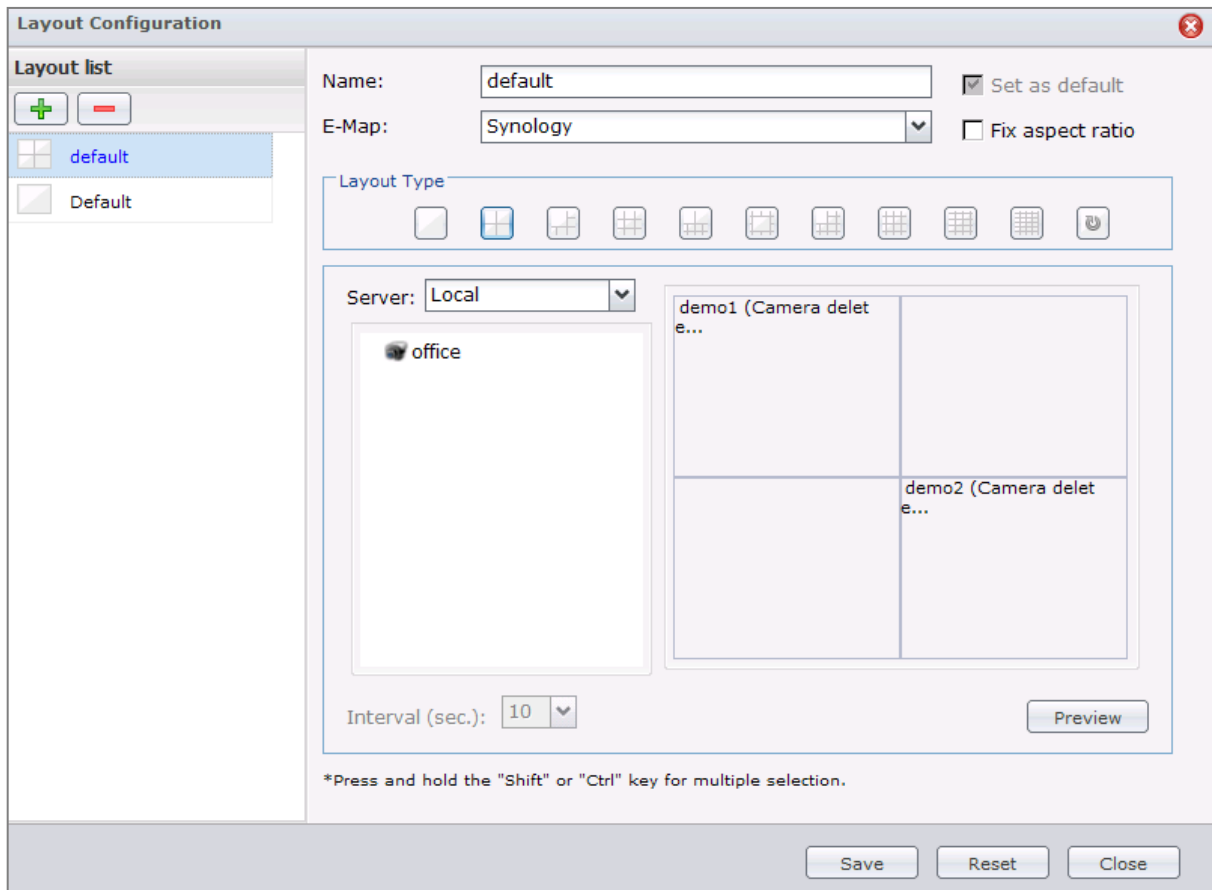 Layout Configuration
Layout list
default
Default
Name: default
Set as default
E-Map: Synology
Fix aspect ratio
Layout Type
Server: Local
office
demo1 (Camera delet
e...
demo2 (Camera delet
e...
Interval (sec.): 10
Preview
*Press and hold the "Shift" or "Ctrl" key for multiple selection.
Save
Reset
Close